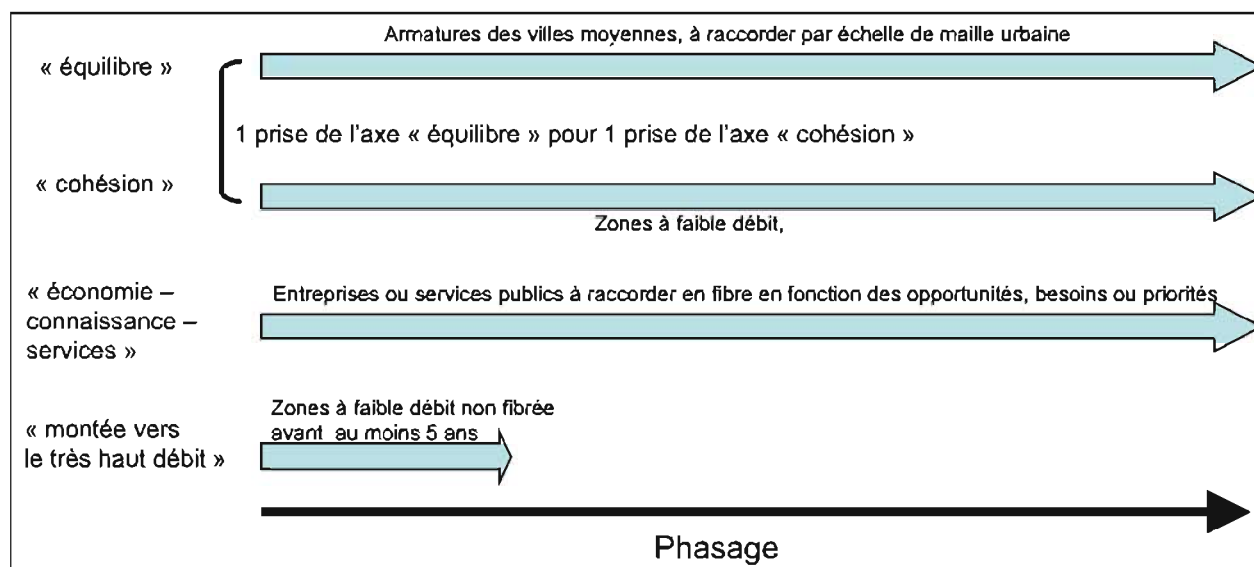 Armatures des villes moyennes, à raccorder par échelle de maille urbaine
« équilibre »
1 prise de l'axe « équilibre » pour 1 prise de l'axe « cohésion »
« cohésion »
Zones à faible débit,
« économie –
connaissance –
services »
Entreprises ou services publics à raccorder en fibre en fonction des opportunités, besoins ou priorités
« montée vers
le très haut débit »
Zones à faible débit non fibrée
avant au moins 5 ans
Phasage